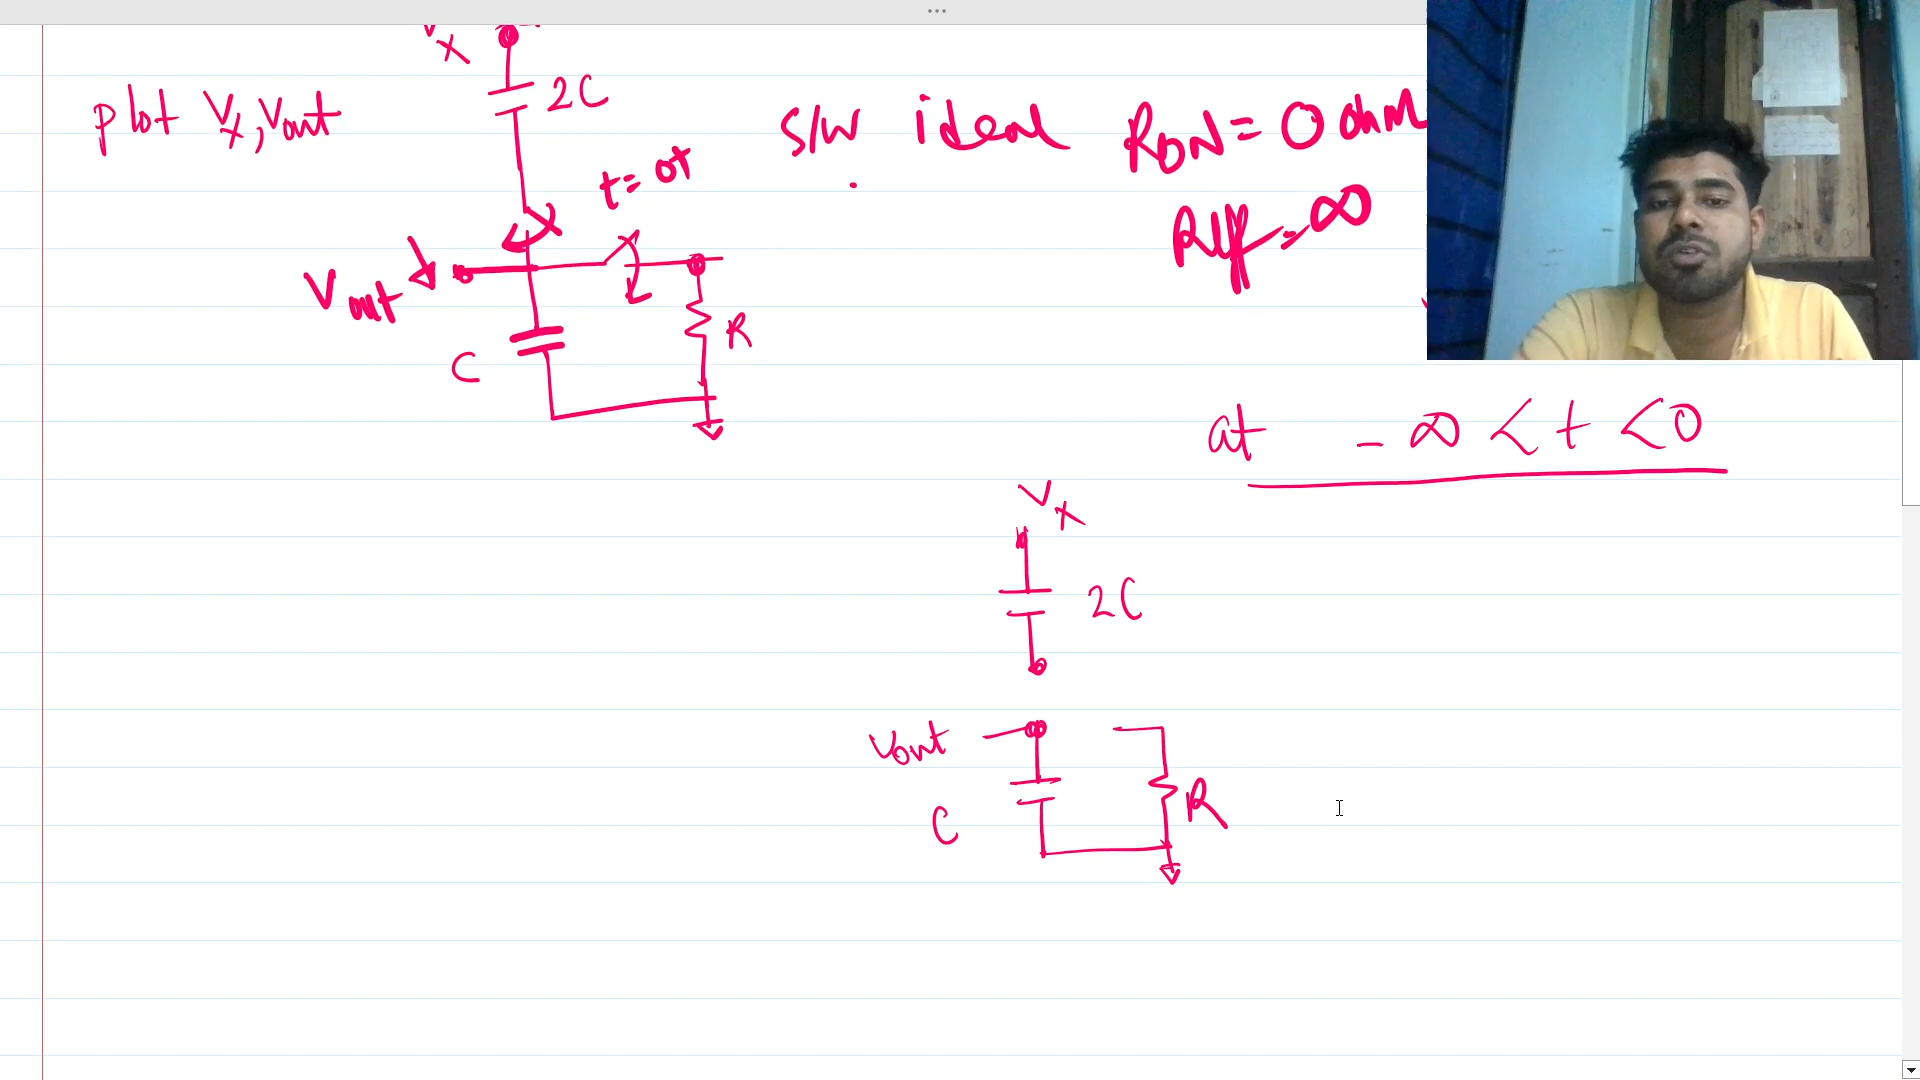 Vx
2C
plot Vx, Vout
S/W ideal RON = 0 ohm
t = 0+
Roff = ∞
Vout
R
C
at - ∞ < t < 0
Vx
2C
Vout
R
C